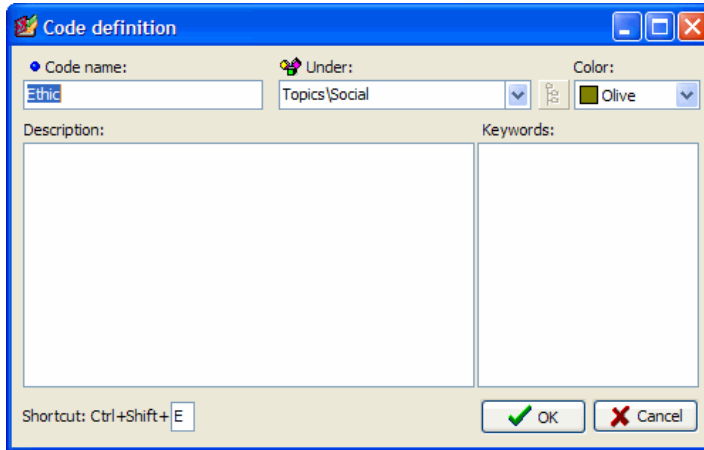 Code definition
Code name: Under: Color:
Ethic Topics\Social Olive
Description: Keywords:
Shortcut: Ctrl+Shift+ E OK Cancel